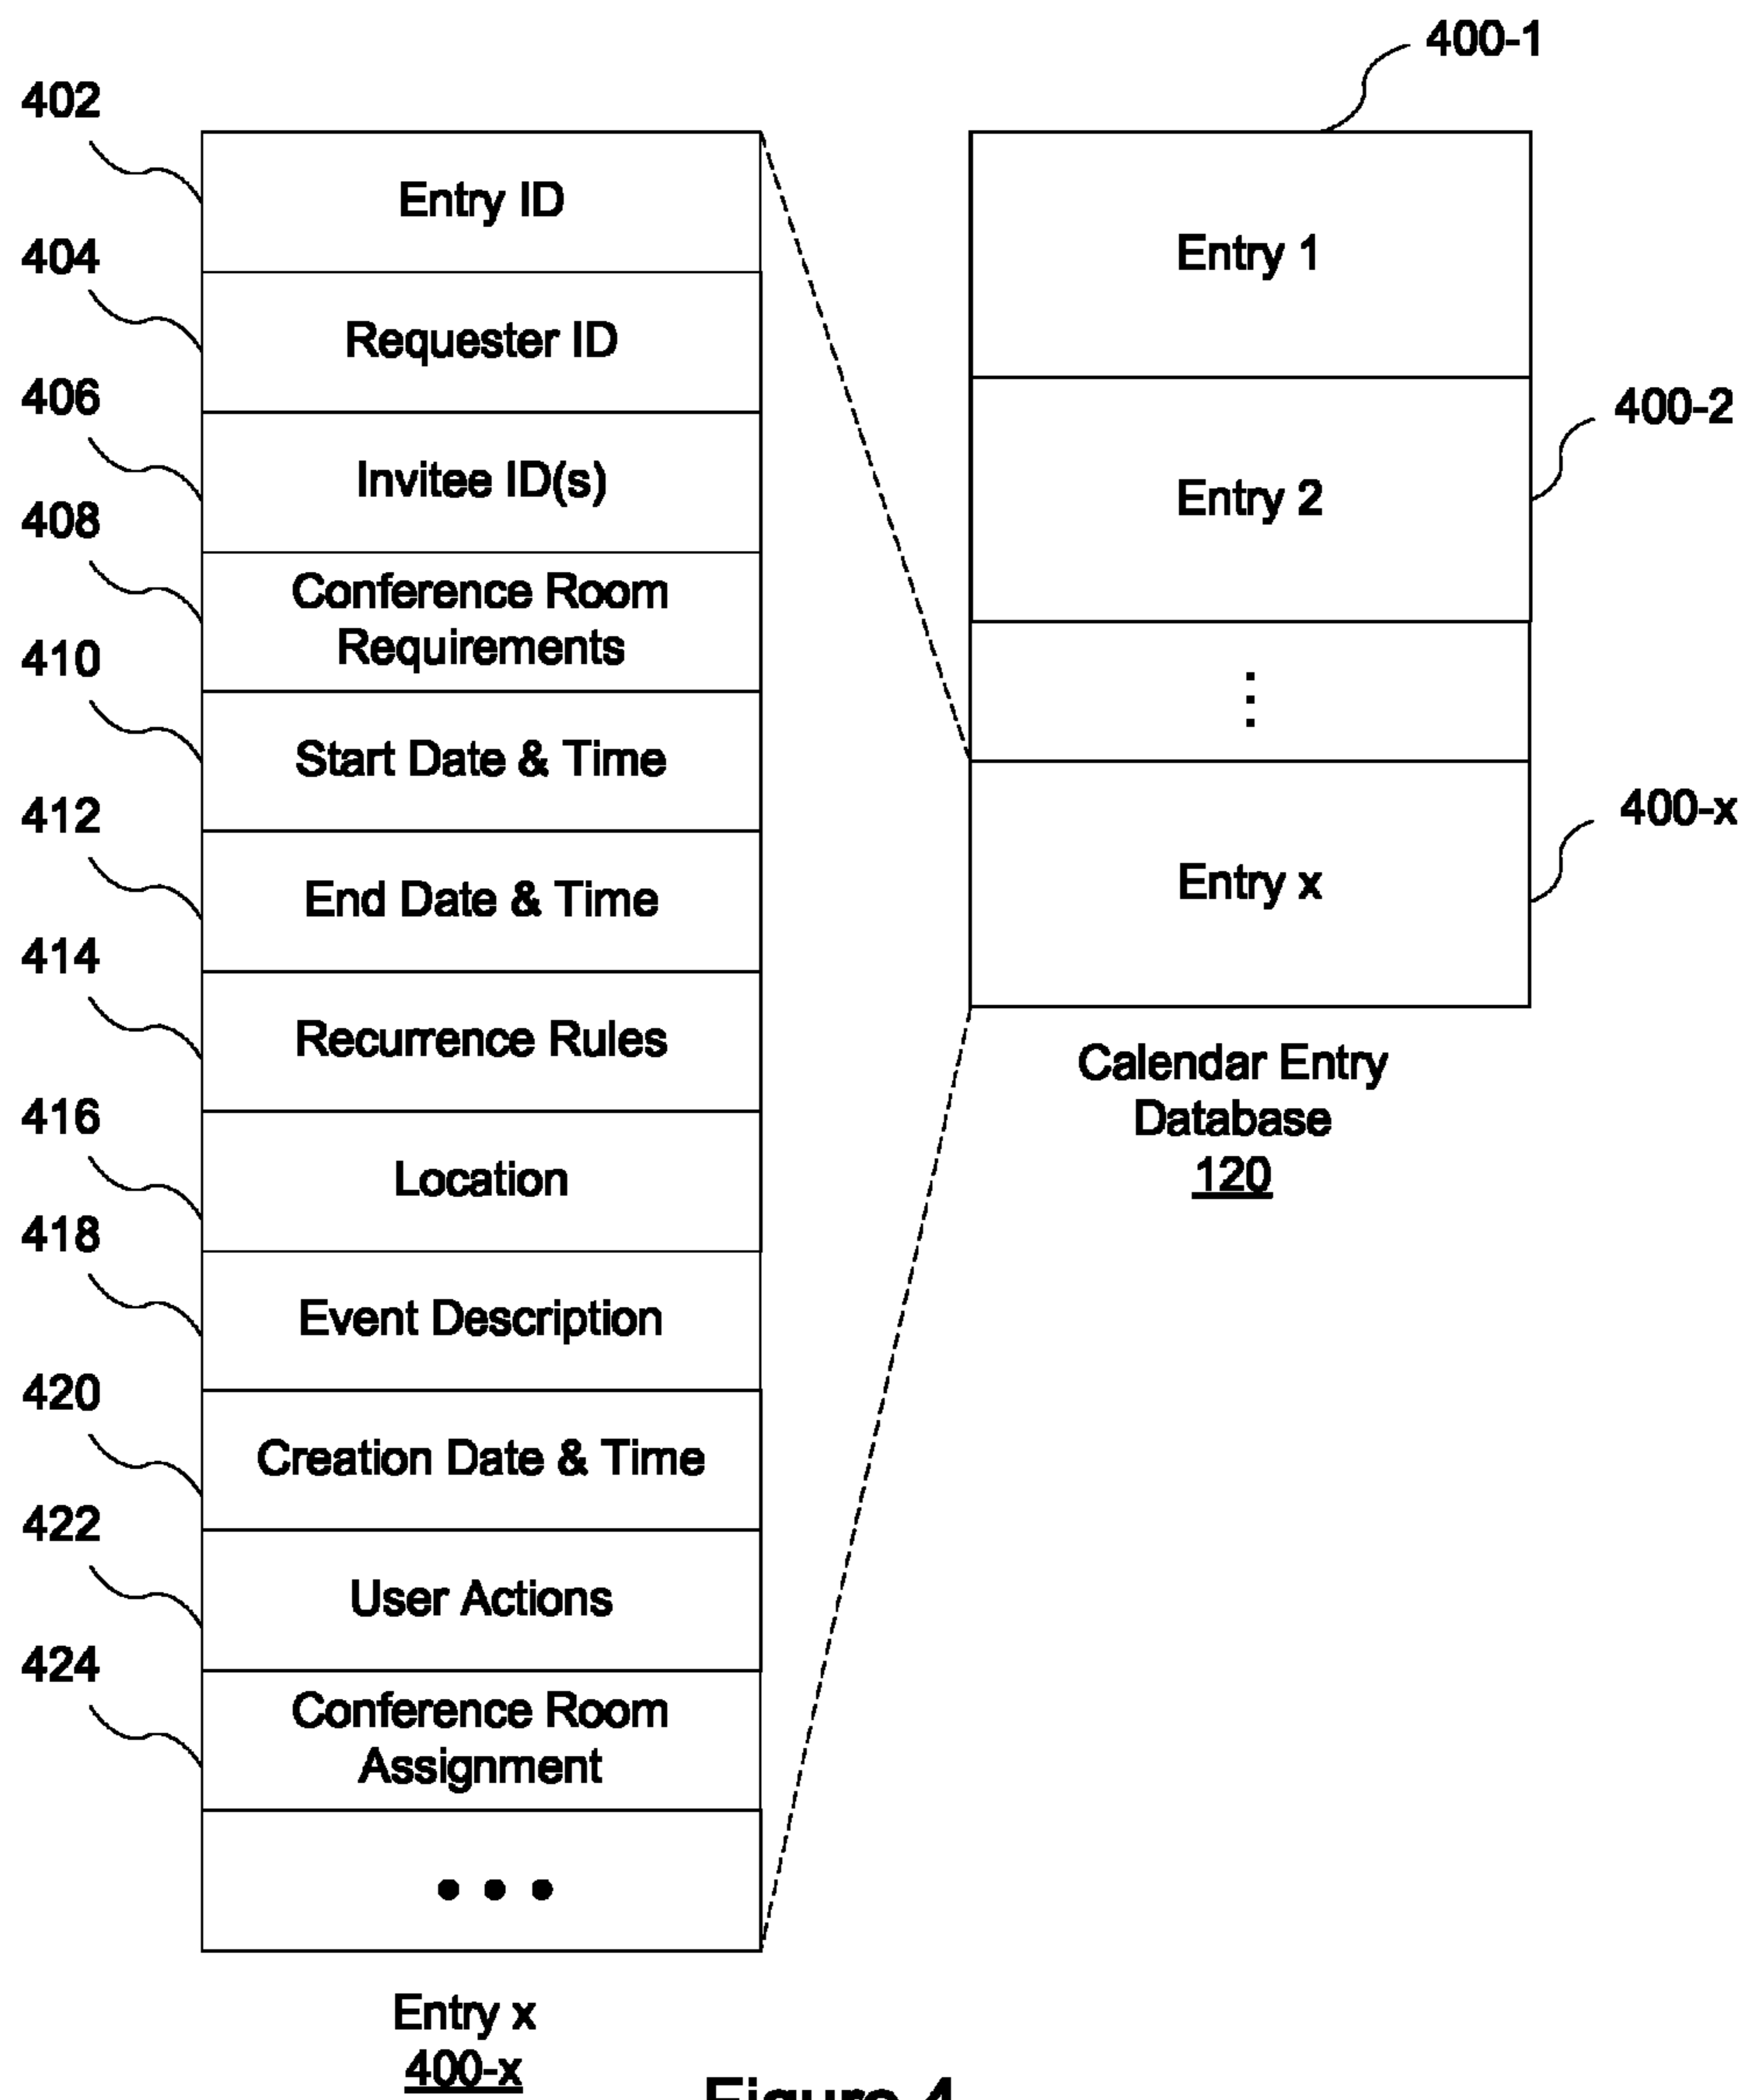 400-1
402
Entry ID
Entry 1
404
Requester ID
406
400-2
Invitee ID(s)
Entry 2
408
Conference Room
Requirements
410
Start Date & Time
400-x
412
End Date & Time
Entry x
414
Recurrence Rules
Calendar Entry
Database
120
416
Location
418
Event Description
420
Creation Date & Time
422
User Actions
424
Conference Room
Assignment
Entry x
400-x
Figure 4